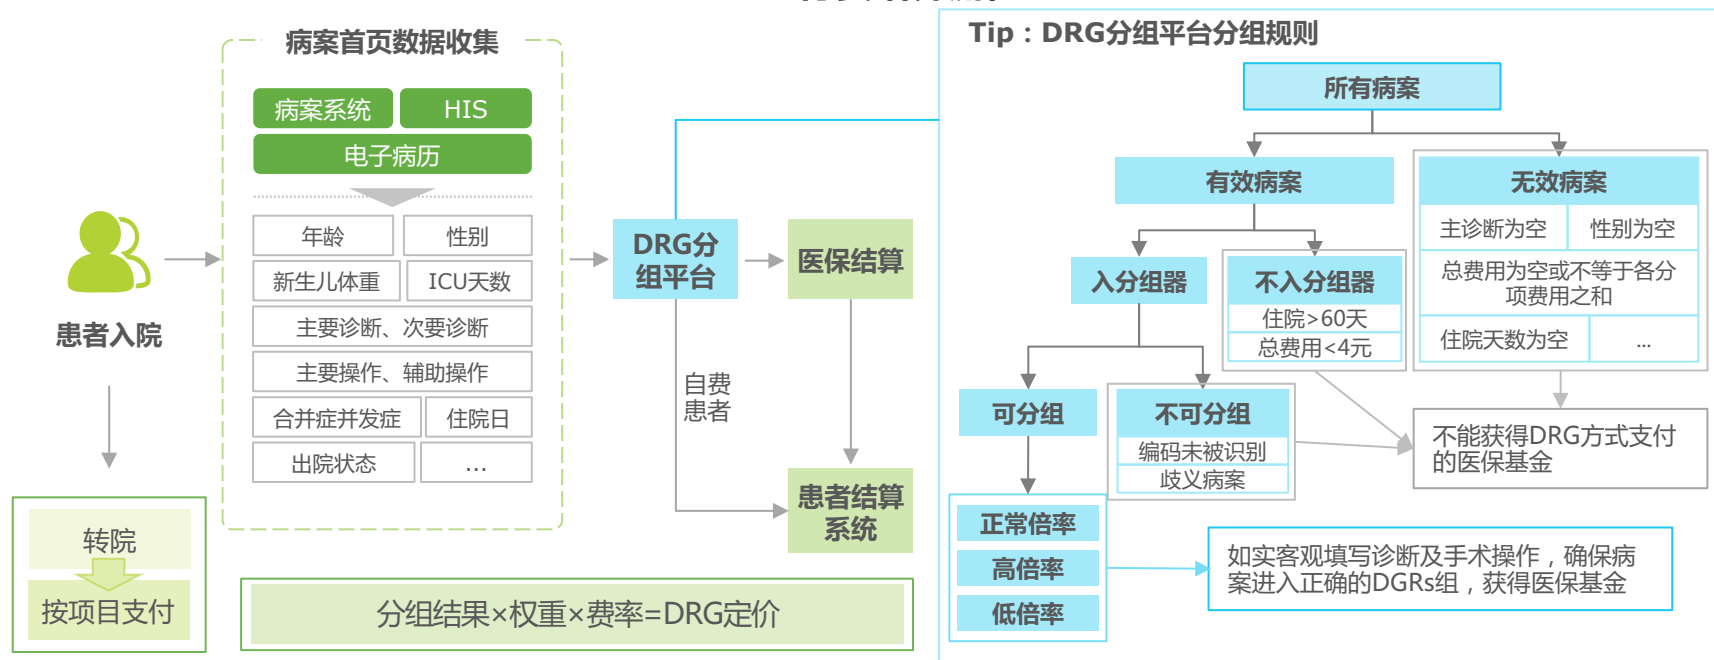 病案首页数据收集
病案系统
HIS
电子病历
年龄
性别
新生儿体重
ICU天数
主要诊断、次要诊断
主要操作、辅助操作
合并症并发症
住院日
出院状态
...
患者入院
转院
按项目支付
DRG分
组平台
医保结算
自费
患者
患者结算
系统
分组结果×权重×费率=DRG定价
Tip：DRG分组平台分组规则
所有病案
有效病案
无效病案
主诊断为空
性别为空
总费用为空或不等于各分
项费用之和
住院天数为空
...
入分组器
不入分组器
住院>60天
总费用<4元
可分组
不可分组
编码未被识别
歧义病案
不能获得DRG方式支付
的医保基金
正常倍率
高倍率
低倍率
如实客观填写诊断及手术操作，确保病
案进入正确的DGRs组，获得医保基金